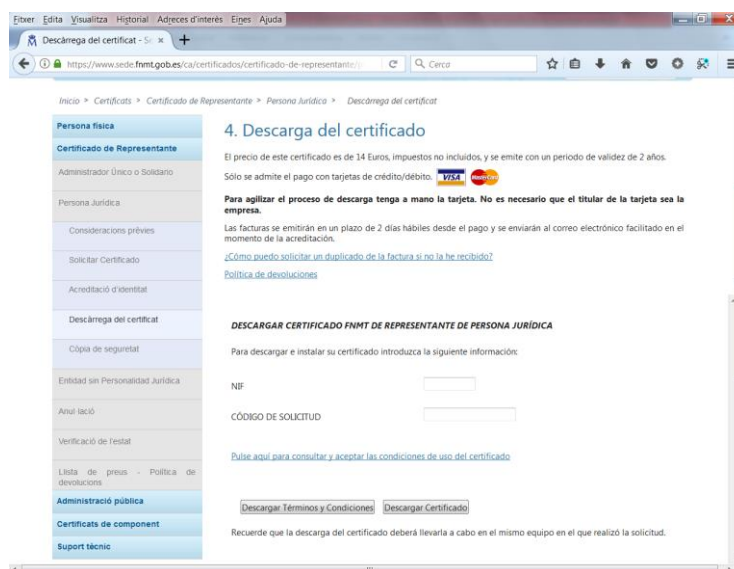 Fitxer Edita Visualitza Historial Adreces d'interès Eines Ajuda
Descàrrega del certificat - Se
https://www.sede.fnmt.gob.es/ca/certificados/certificado-de-representante/
Cerca
Inicio > Certificats > Certificado de Representante > Persona Jurídica > Descàrrega del certificat
Persona física
Certificado de Representante
Administrador Único o Solidario
Persona Jurídica
Consideracions prèvies
Sol·licitar Certificado
Acreditació d'identitat
Descàrrega del certificat
Còpia de seguretat
Entidad sin Personalidad Jurídica
Anul·lació
Verificació de l'estat
Llista de preus - Política de
devolucions
Administració pública
Certificats de component
Suport tècnic
4. Descarga del certificado
El precio de este certificado es de 14 Euros, impuestos no incluidos, y se emite con un periodo de validez de 2 años.
Sólo se admite el pago con tarjetas de crédito/débito. VISA MasterCard
Para agilizar el proceso de descarga tenga a mano la tarjeta. No es necesario que el titular de la tarjeta sea la
empresa.
Las facturas se emitirán en un plazo de 2 días hábiles desde el pago y se enviarán al correo electrónico facilitado en el
momento de la acreditación.
¿Cómo puedo solicitar un duplicado de la factura si no la he recibido?
Política de devoluciones
DESCARGAR CERTIFICADO FNMT DE REPRESENTANTE DE PERSONA JURÍDICA
Para descargar e instalar su certificado introduzca la siguiente información:
NIF
CÓDIGO DE SOLICITUD
Pulse aquí para consultar y aceptar las condiciones de uso del certificado
Descargar Términos y Condiciones Descargar Certificado
Recuerde que la descarga del certificado deberá llevarla a cabo en el mismo equipo en el que realizó la solicitud.